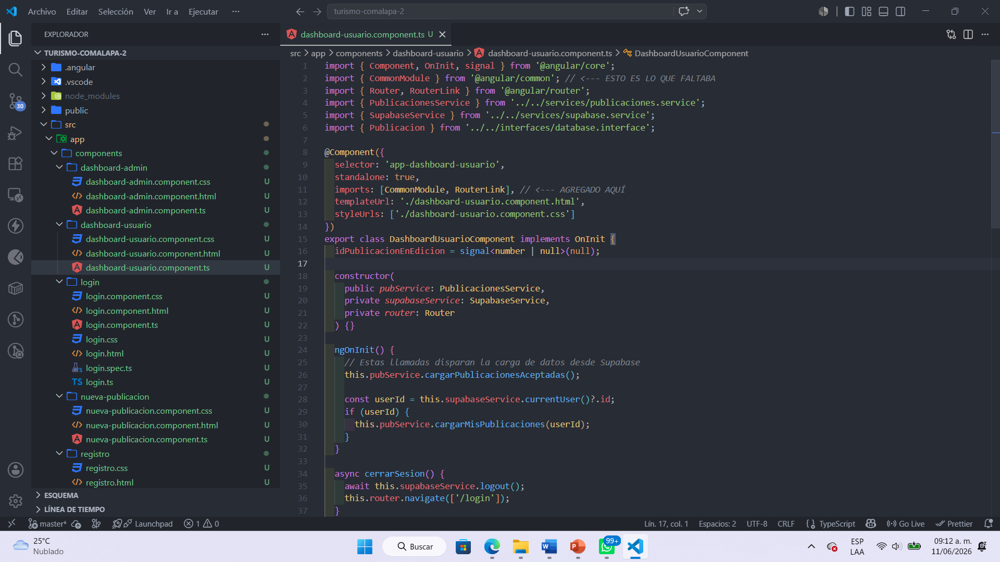 Archivo Editar Selección Ver Ir a Ejecutar ···
turismo-comalapa-2
EXPLORADOR ···
dashboard-usuario.component.ts U
TURISMO-COMALAPA-2
.angular
.vscode
node_modules
public
src
app
components
dashboard-admin
dashboard-admin.component.css U
dashboard-admin.component.html U
dashboard-admin.component.ts U
dashboard-usuario
dashboard-usuario.component.css U
dashboard-usuario.component.html U
dashboard-usuario.component.ts U
login
login.component.css U
login.component.html U
login.component.ts U
login.css U
login.html U
login.spec.ts U
TS login.ts U
nueva-publicacion
nueva-publicacion.component.css U
nueva-publicacion.component.html U
nueva-publicacion.component.ts U
registro
registro.css U
registro.html U
ESQUEMA
LÍNEA DE TIEMPO
30
src > app > components > dashboard-usuario > dashboard-usuario.component.ts > DashboardUsuarioComponent
1 import { Component, OnInit, signal } from '@angular/core';
2 import { CommonModule } from '@angular/common'; // <--- ESTO ES LO QUE FALTABA
3 import { Router, RouterLink } from '@angular/router';
4 import { PublicacionesService } from '../../services/publicaciones.service';
5 import { SupabaseService } from '../../services/supabase.service';
6 import { Publicacion } from '../../interfaces/database.interface';
7
8 @Component({
9 selector: 'app-dashboard-usuario',
10 standalone: true,
11 imports: [CommonModule, RouterLink], // <--- AGREGADO AQUÍ
12 templateUrl: './dashboard-usuario.component.html',
13 styleUrls: ['./dashboard-usuario.component.css']
14 })
15 export class DashboardUsuarioComponent implements OnInit {
16 idPublicacionEnEdicion = signal<number | null>(null);
17
18 constructor(
19 public pubService: PublicacionesService,
20 private supabaseService: SupabaseService,
21 private router: Router
22 ) {}
23
24 ngOnInit() {
25 // Estas llamadas disparan la carga de datos desde Supabase
26 this.pubService.cargarPublicacionesAceptadas();
27
28 const userId = this.supabaseService.currentUser()?.id;
29 if (userId) {
30 this.pubService.cargarMisPublicaciones(userId);
31 }
32 }
33
34 async cerrarSesion() {
35 await this.supabaseService.logout();
36 this.router.navigate(['/login']);
37 }
master* Launchpad 1 0
Lín. 17, col. 1 Espacios: 2 UTF-8 CRLF {} TypeScript Go Live Prettier
25°C
Nublado
Buscar
99+
ESP
LAA
09:12 a. m.
11/06/2026